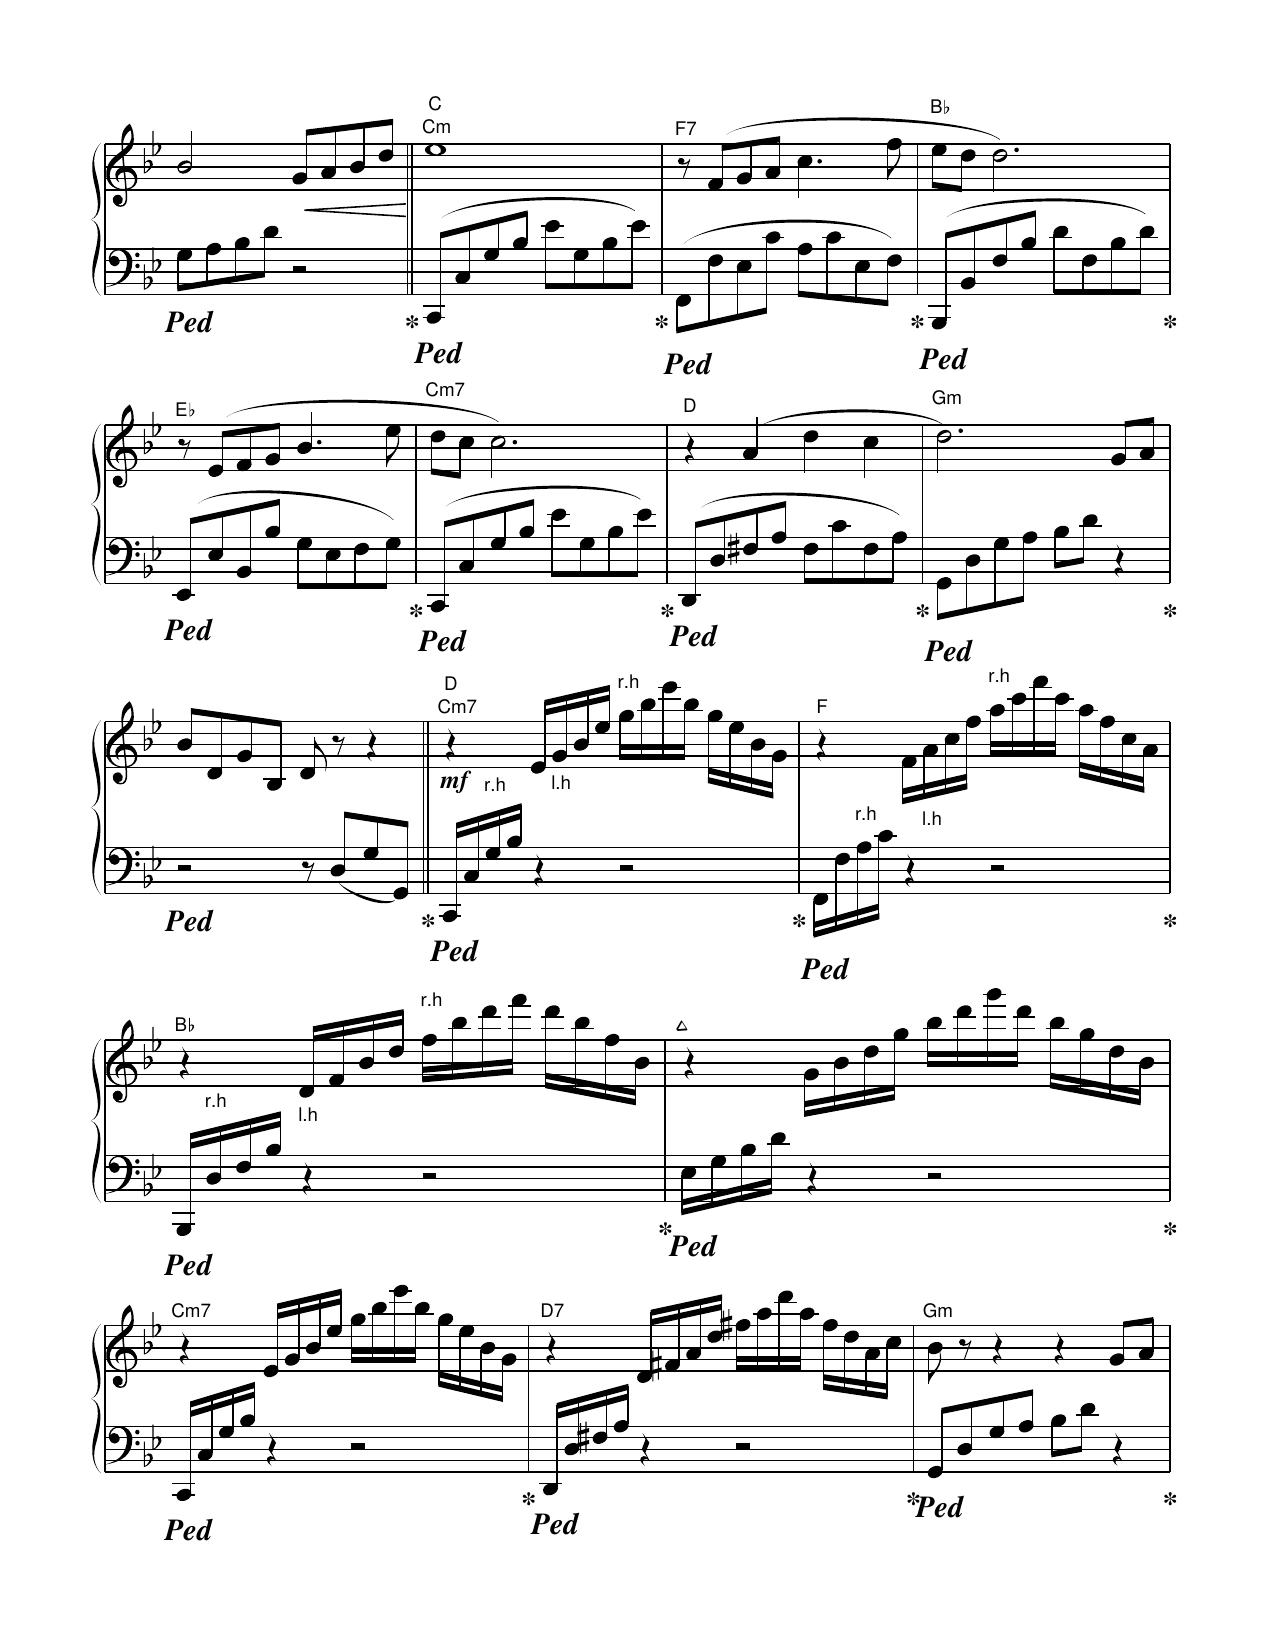 C
Cm F7 B♭
* * * *
Ped Ped Ped Ped
E♭ Cm7 D Gm
* * * *
Ped Ped Ped Ped
D
Cm7 r.h F r.h
mf r.h l.h r.h l.h
* * *
Ped Ped Ped
B♭ r.h △
r.h l.h
* *
Ped Ped
Cm7 D7 Gm
* * *
Ped Ped Ped